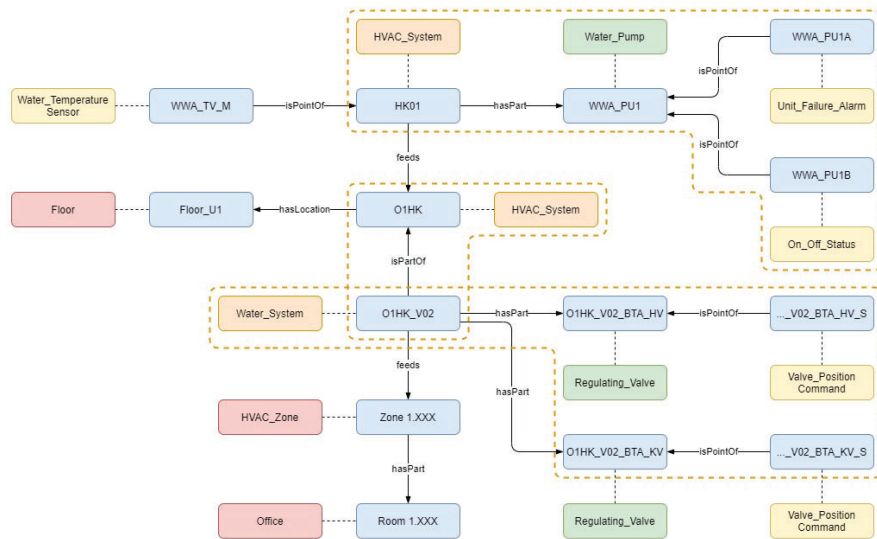 HVAC_System
Water_Pump
WWA_PU1A
isPointOf
Water_Temperature
Sensor
WWA_TV_M
isPointOf
HK01
hasPart
WWA_PU1
Unit_Failure_Alarm
isPointOf
feeds
WWA_PU1B
Floor
Floor_U1
hasLocation
O1HK
HVAC_System
On_Off_Status
isPartOf
Water_System
O1HK_V02
hasPart
O1HK_V02_BTA_HV
isPointOf
..._V02_BTA_HV_S
feeds
Regulating_Valve
Valve_Position
Command
hasPart
HVAC_Zone
Zone 1.XXX
O1HK_V02_BTA_KV
isPointOf
..._V02_BTA_KV_S
hasPart
Office
Room 1.XXX
Regulating_Valve
Valve_Position
Command